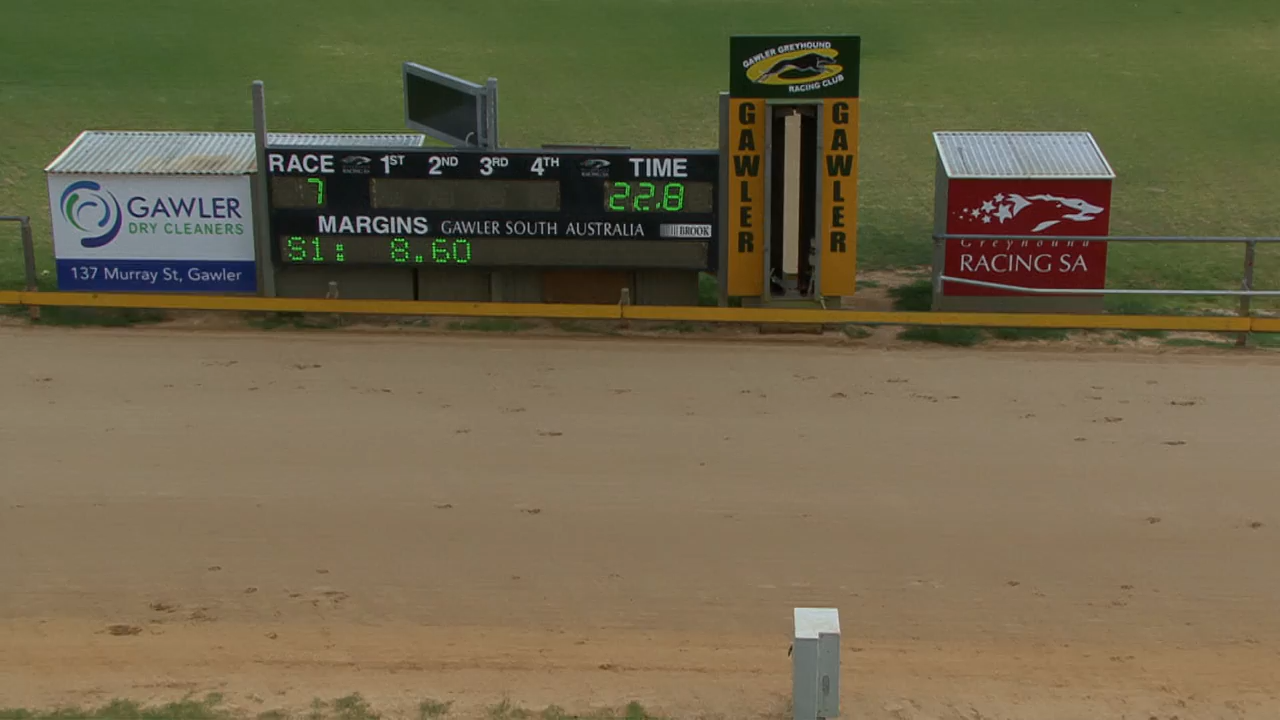 GAWLER GREYHOUND
RACING CLUB
GAWLER
GAWLER
RACE 1ST 2ND 3RD 4TH TIME
7 22.8
MARGINS GAWLER SOUTH AUSTRALIA BROOK
S1: 8.60
GAWLER
DRY CLEANERS
137 Murray St, Gawler
Greyhound
RACING SA